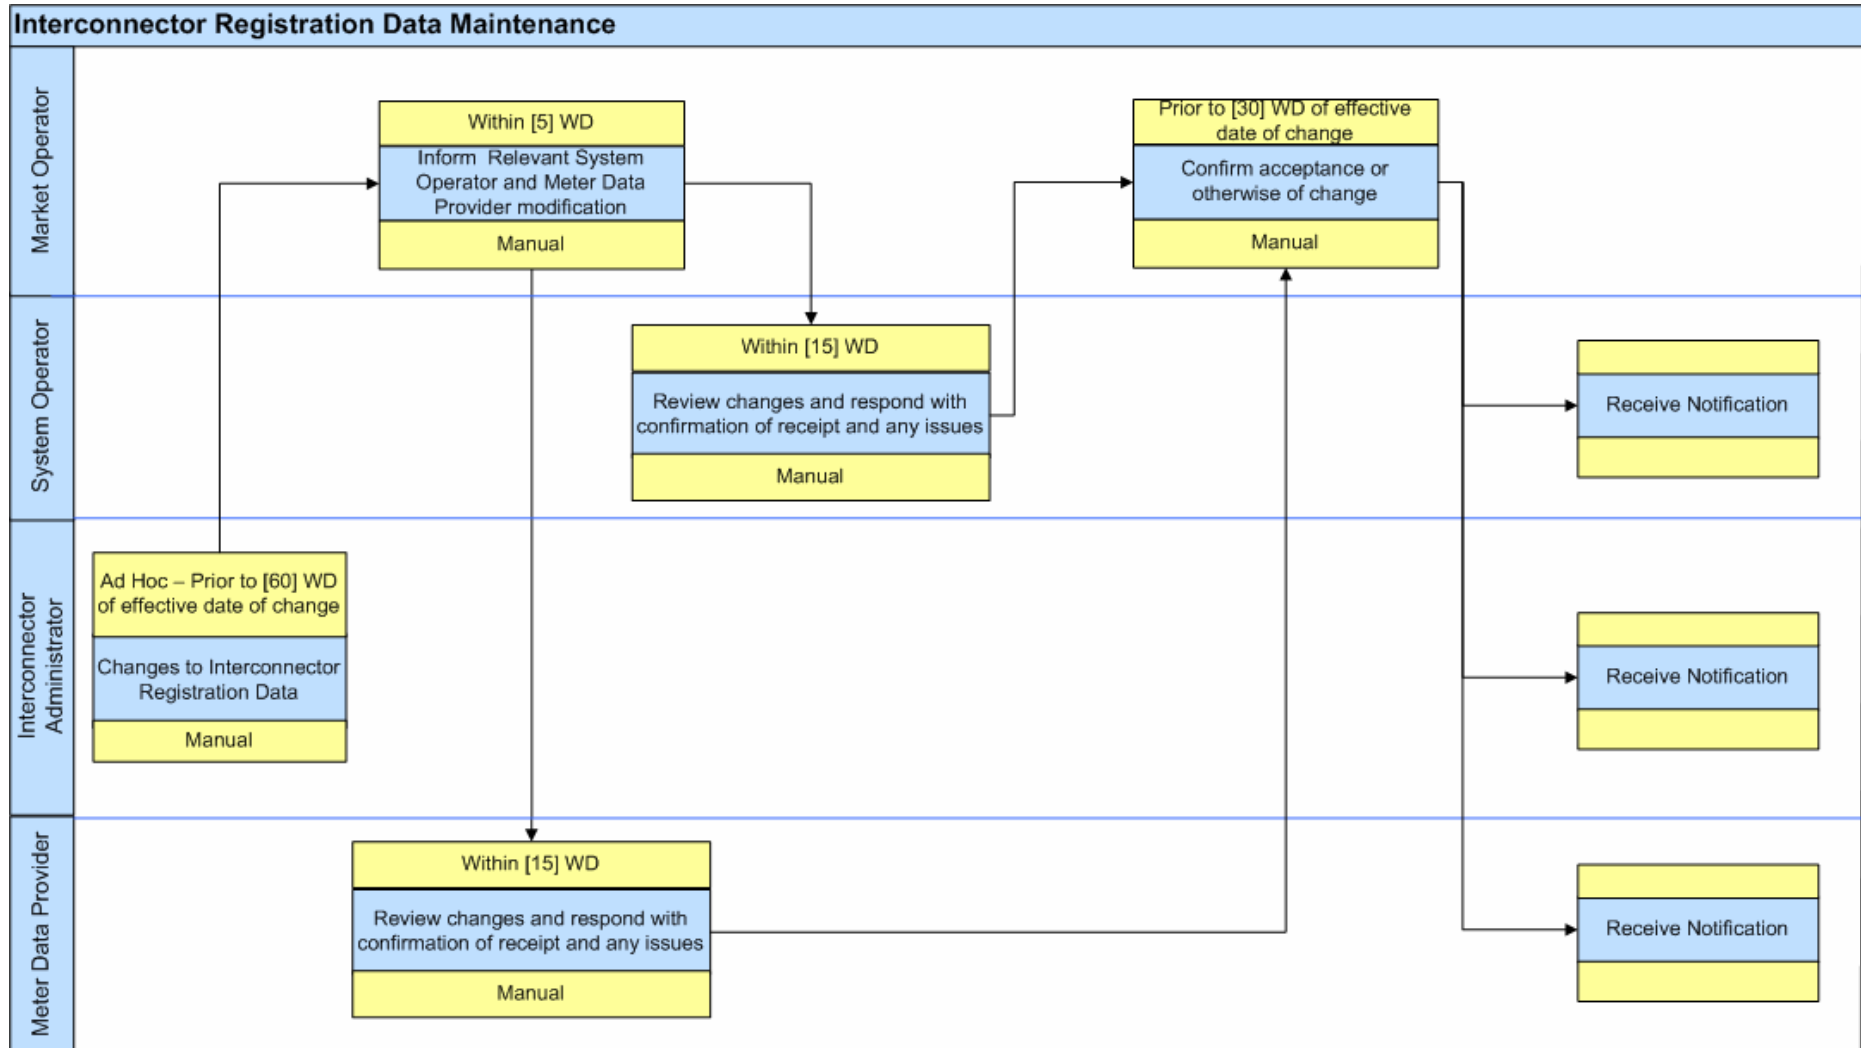 Interconnector Registration Data Maintenance
Market Operator
Within [5] WD
Inform  Relevant System
Operator and Meter Data
Provider modification
Manual
Prior to [30] WD of effective
date of change
Confirm acceptance or
otherwise of change
Manual
System Operator
Within [15] WD
Review changes and respond with
confirmation of receipt and any issues
Manual
Receive Notification
Interconnector
Administrator
Ad Hoc – Prior to [60] WD
of effective date of change
Changes to Interconnector
Registration Data
Manual
Receive Notification
Meter Data Provider
Within [15] WD
Review changes and respond with
confirmation of receipt and any issues
Manual
Receive Notification